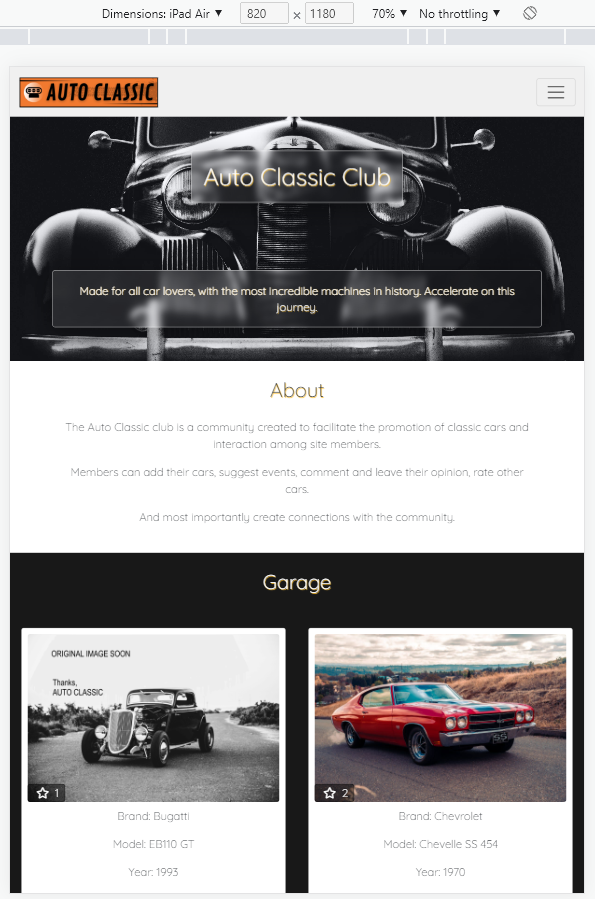 Dimensions: iPad Air ▼ 820 × 1180 70% ▼ No throttling ▼
AUTO CLASSIC
Auto Classic Club
Made for all car lovers, with the most incredible machines in history. Accelerate on this
journey.
About
The Auto Classic club is a community created to facilitate the promotion of classic cars and
interaction among site members.
Members can add their cars, suggest events, comment and leave their opinion, rate other
cars.
And most importantly create connections with the community.
Garage
ORIGINAL IMAGE SOON
Thanks,
AUTO CLASSIC
1
Brand: Bugatti
Model: EB110 GT
Year: 1993
SS
2
Brand: Chevrolet
Model: Chevelle SS 454
Year: 1970